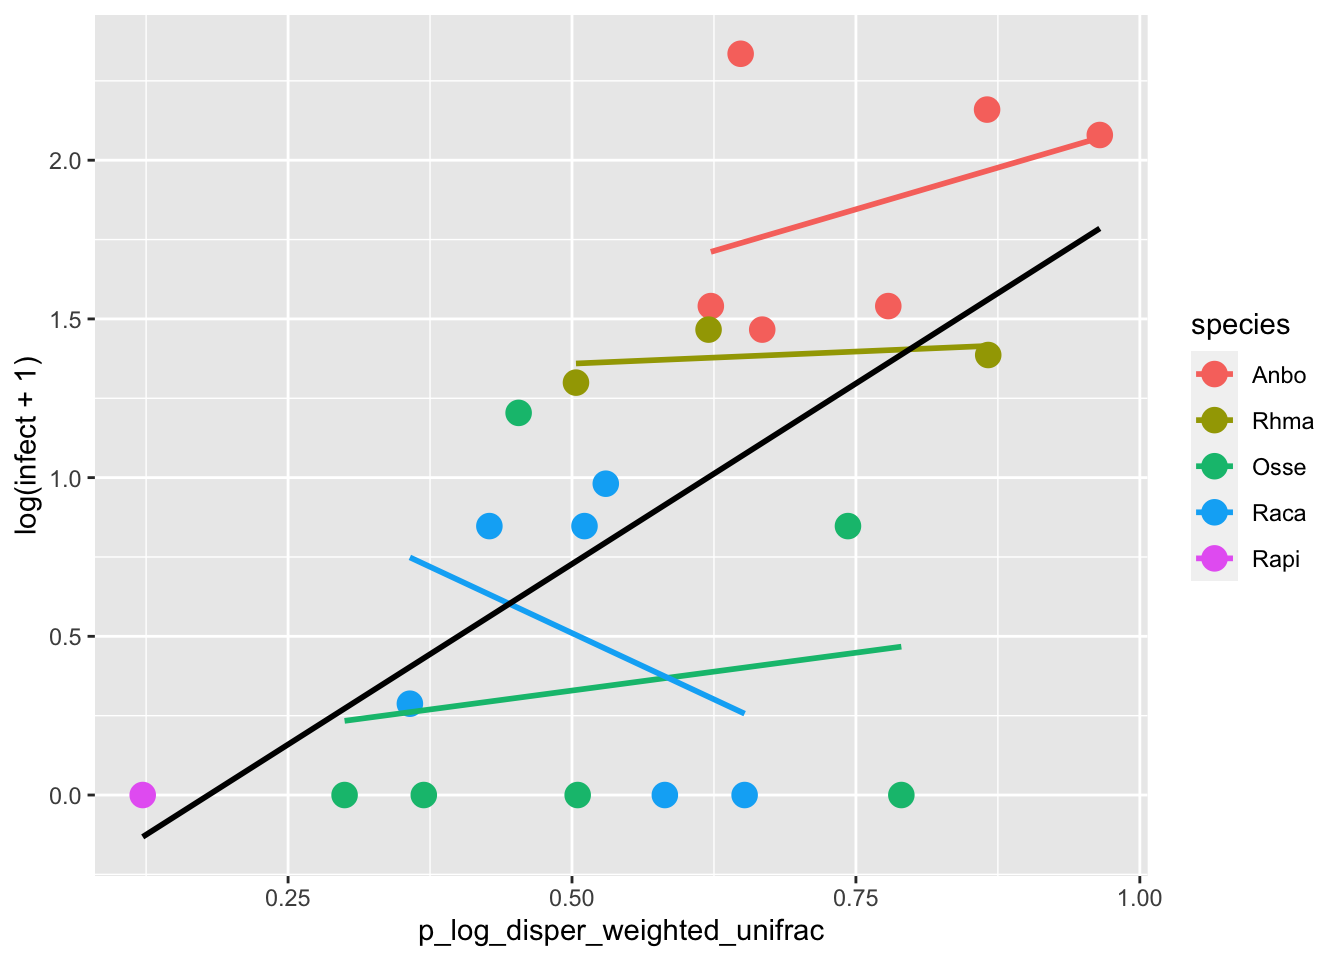 2.0
1.5
1.0
0.5
0.0
log(infect + 1)
0.25 0.50 0.75 1.00
p_log_disper_weighted_unifrac
species
Anbo
Rhma
Osse
Raca
Rapi